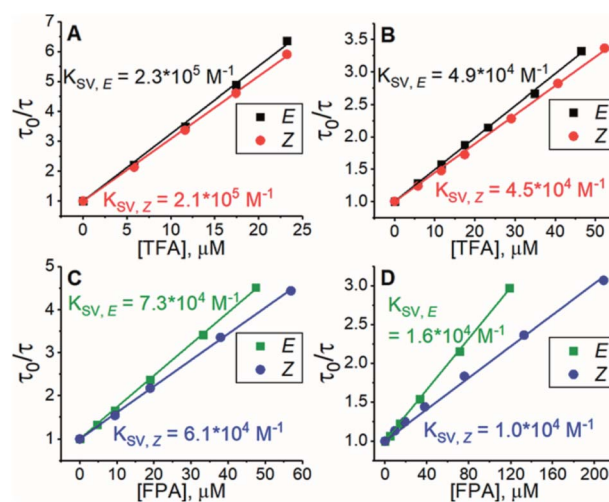 A
K_SV, E = 2.3*10^5 M^-1
E
Z
K_SV, Z = 2.1*10^5 M^-1
τ0/τ
1
2
3
4
5
6
7
0
5
10
15
20
25
[TFA], μM
B
K_SV, E = 4.9*10^4 M^-1
E
Z
K_SV, Z = 4.5*10^4 M^-1
τ0/τ
1.0
1.5
2.0
2.5
3.0
3.5
0
10
20
30
40
50
[TFA], μM
C
K_SV, E = 7.3*10^4 M^-1
E
Z
K_SV, Z = 6.1*10^4 M^-1
τ0/τ
1
2
3
4
5
0
10
20
30
40
50
60
[FPA], μM
D
K_SV, E
= 1.6*10^4 M^-1
E
Z
K_SV, Z = 1.0*10^4 M^-1
τ0/τ
1.0
1.5
2.0
2.5
3.0
0
40
80
120
160
200
[FPA], μM